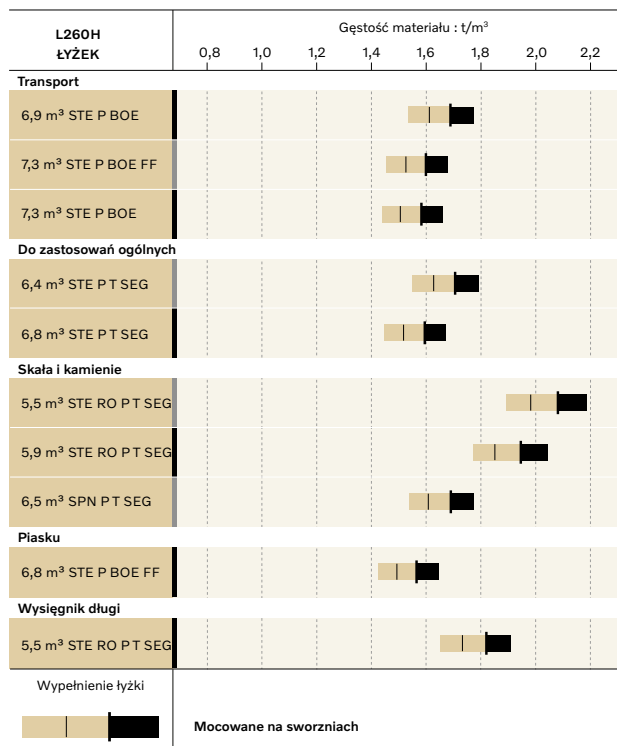 L260H
ŁYŻEK
Gęstość materiału : t/m³
0,8 1,0 1,2 1,4 1,6 1,8 2,0 2,2
Transport
6,9 m³ STE P BOE
7,3 m³ STE P BOE FF
7,3 m³ STE P BOE
Do zastosowań ogólnych
6,4 m³ STE P T SEG
6,8 m³ STE P T SEG
Skała i kamienie
5,5 m³ STE RO P T SEG
5,9 m³ STE RO P T SEG
6,5 m³ SPN P T SEG
Piasku
6,8 m³ STE P BOE FF
Wysięgnik długi
5,5 m³ STE RO P T SEG
Wypełnienie łyżki
Mocowane na sworzniach